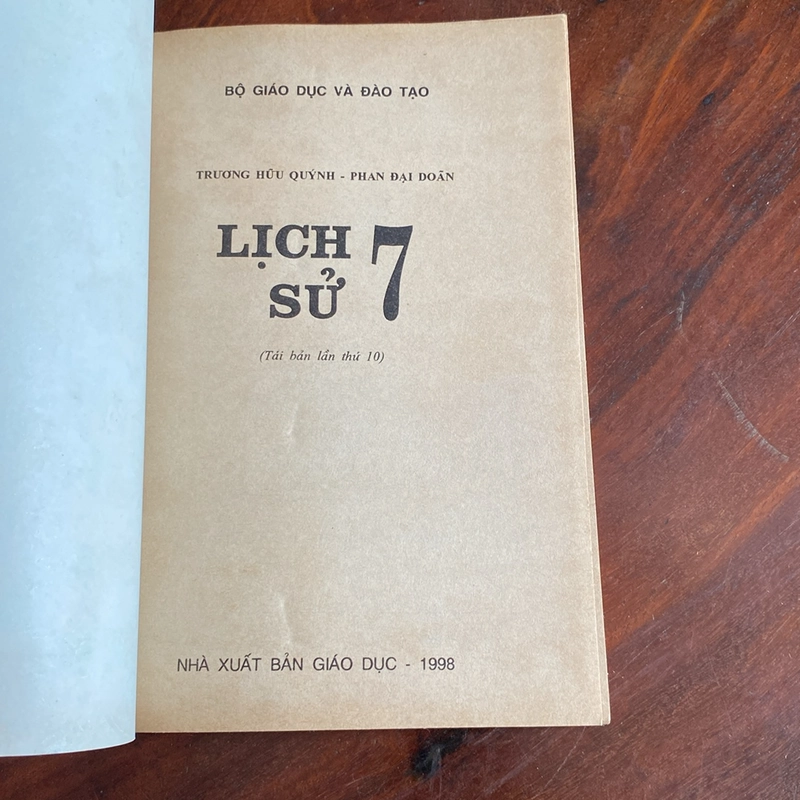 BỘ GIÁO DỤC VÀ ĐÀO TẠO
TRƯƠNG HỮU QUÝNH - PHAN ĐẠI DOÃN
LỊCH 7
SỬ
(Tái bản lần thứ 10)
NHÀ XUẤT BẢN GIÁO DỤC - 1998